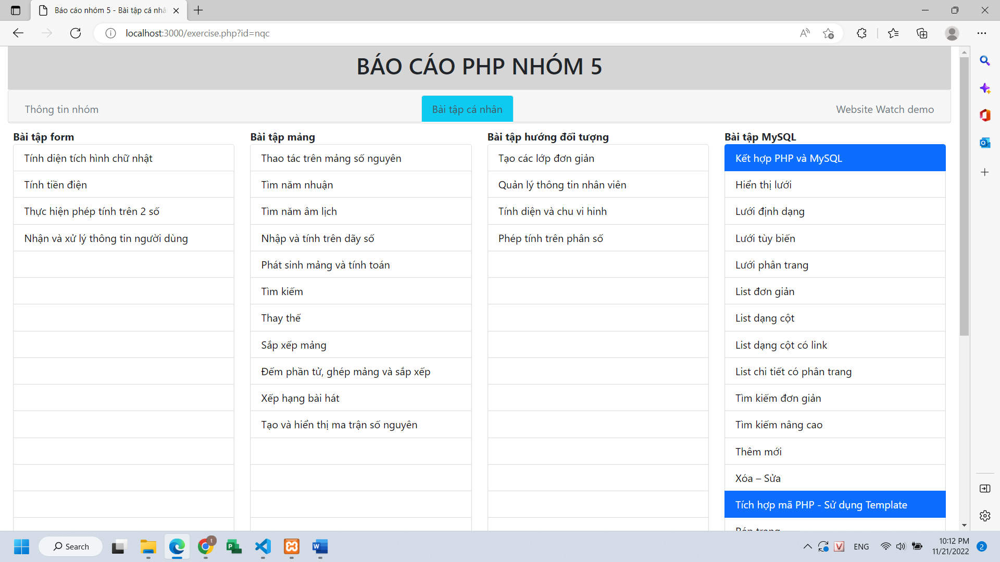 Báo cáo nhóm 5 - Bài tập cá nhâ
localhost:3000/exercise.php?id=nqc
BÁO CÁO PHP NHÓM 5
Thông tin nhóm
Bài tập cá nhân
Website Watch demo
Bài tập form
Tính diện tích hình chữ nhật
Tính tiền điện
Thực hiện phép tính trên 2 số
Nhận và xử lý thông tin người dùng
Bài tập mảng
Thao tác trên mảng số nguyên
Tìm năm nhuận
Tìm năm âm lịch
Nhập và tính trên dãy số
Phát sinh mảng và tính toán
Tìm kiếm
Thay thế
Sắp xếp mảng
Đếm phần tử, ghép mảng và sắp xếp
Xếp hạng bài hát
Tạo và hiển thị ma trận số nguyên
Bài tập hướng đối tượng
Tạo các lớp đơn giản
Quản lý thông tin nhân viên
Tính diện và chu vi hinh
Phép tính trên phân số
Bài tập MySQL
Kết hợp PHP và MySQL
Hiển thị lưới
Lưới định dạng
Lưới tùy biến
Lưới phân trang
List đơn giản
List dạng cột
List dạng cột có link
List chi tiết có phân trang
Tìm kiếm đơn giản
Tìm kiếm nâng cao
Thêm mới
Xóa – Sửa
Tích hợp mã PHP - Sử dụng Template
Search
ENG
10:12 PM
11/21/2022
2